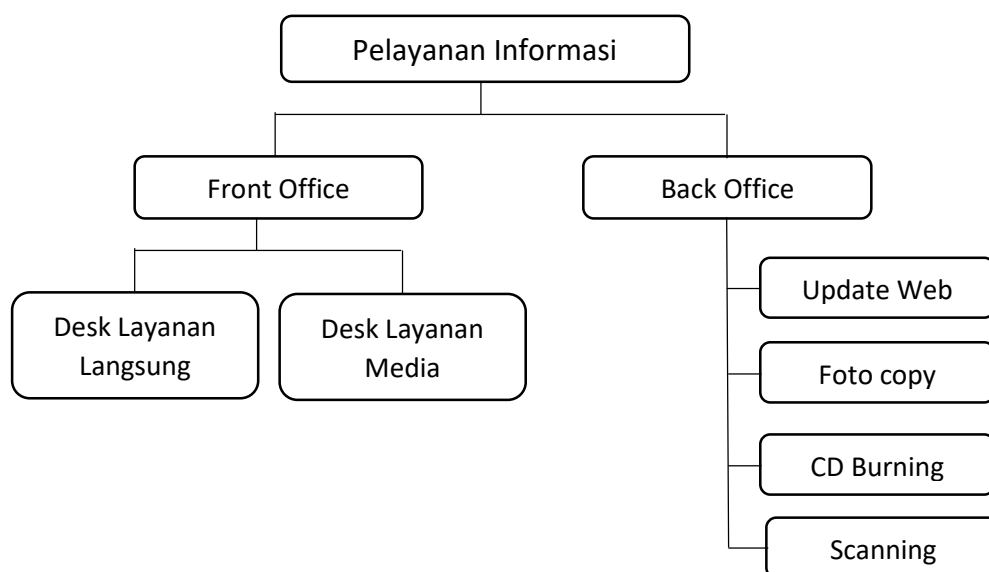 Pelayanan Informasi
Front Office
Back Office
Desk Layanan
Langsung
Desk Layanan
Media
Update Web
Foto copy
CD Burning
Scanning